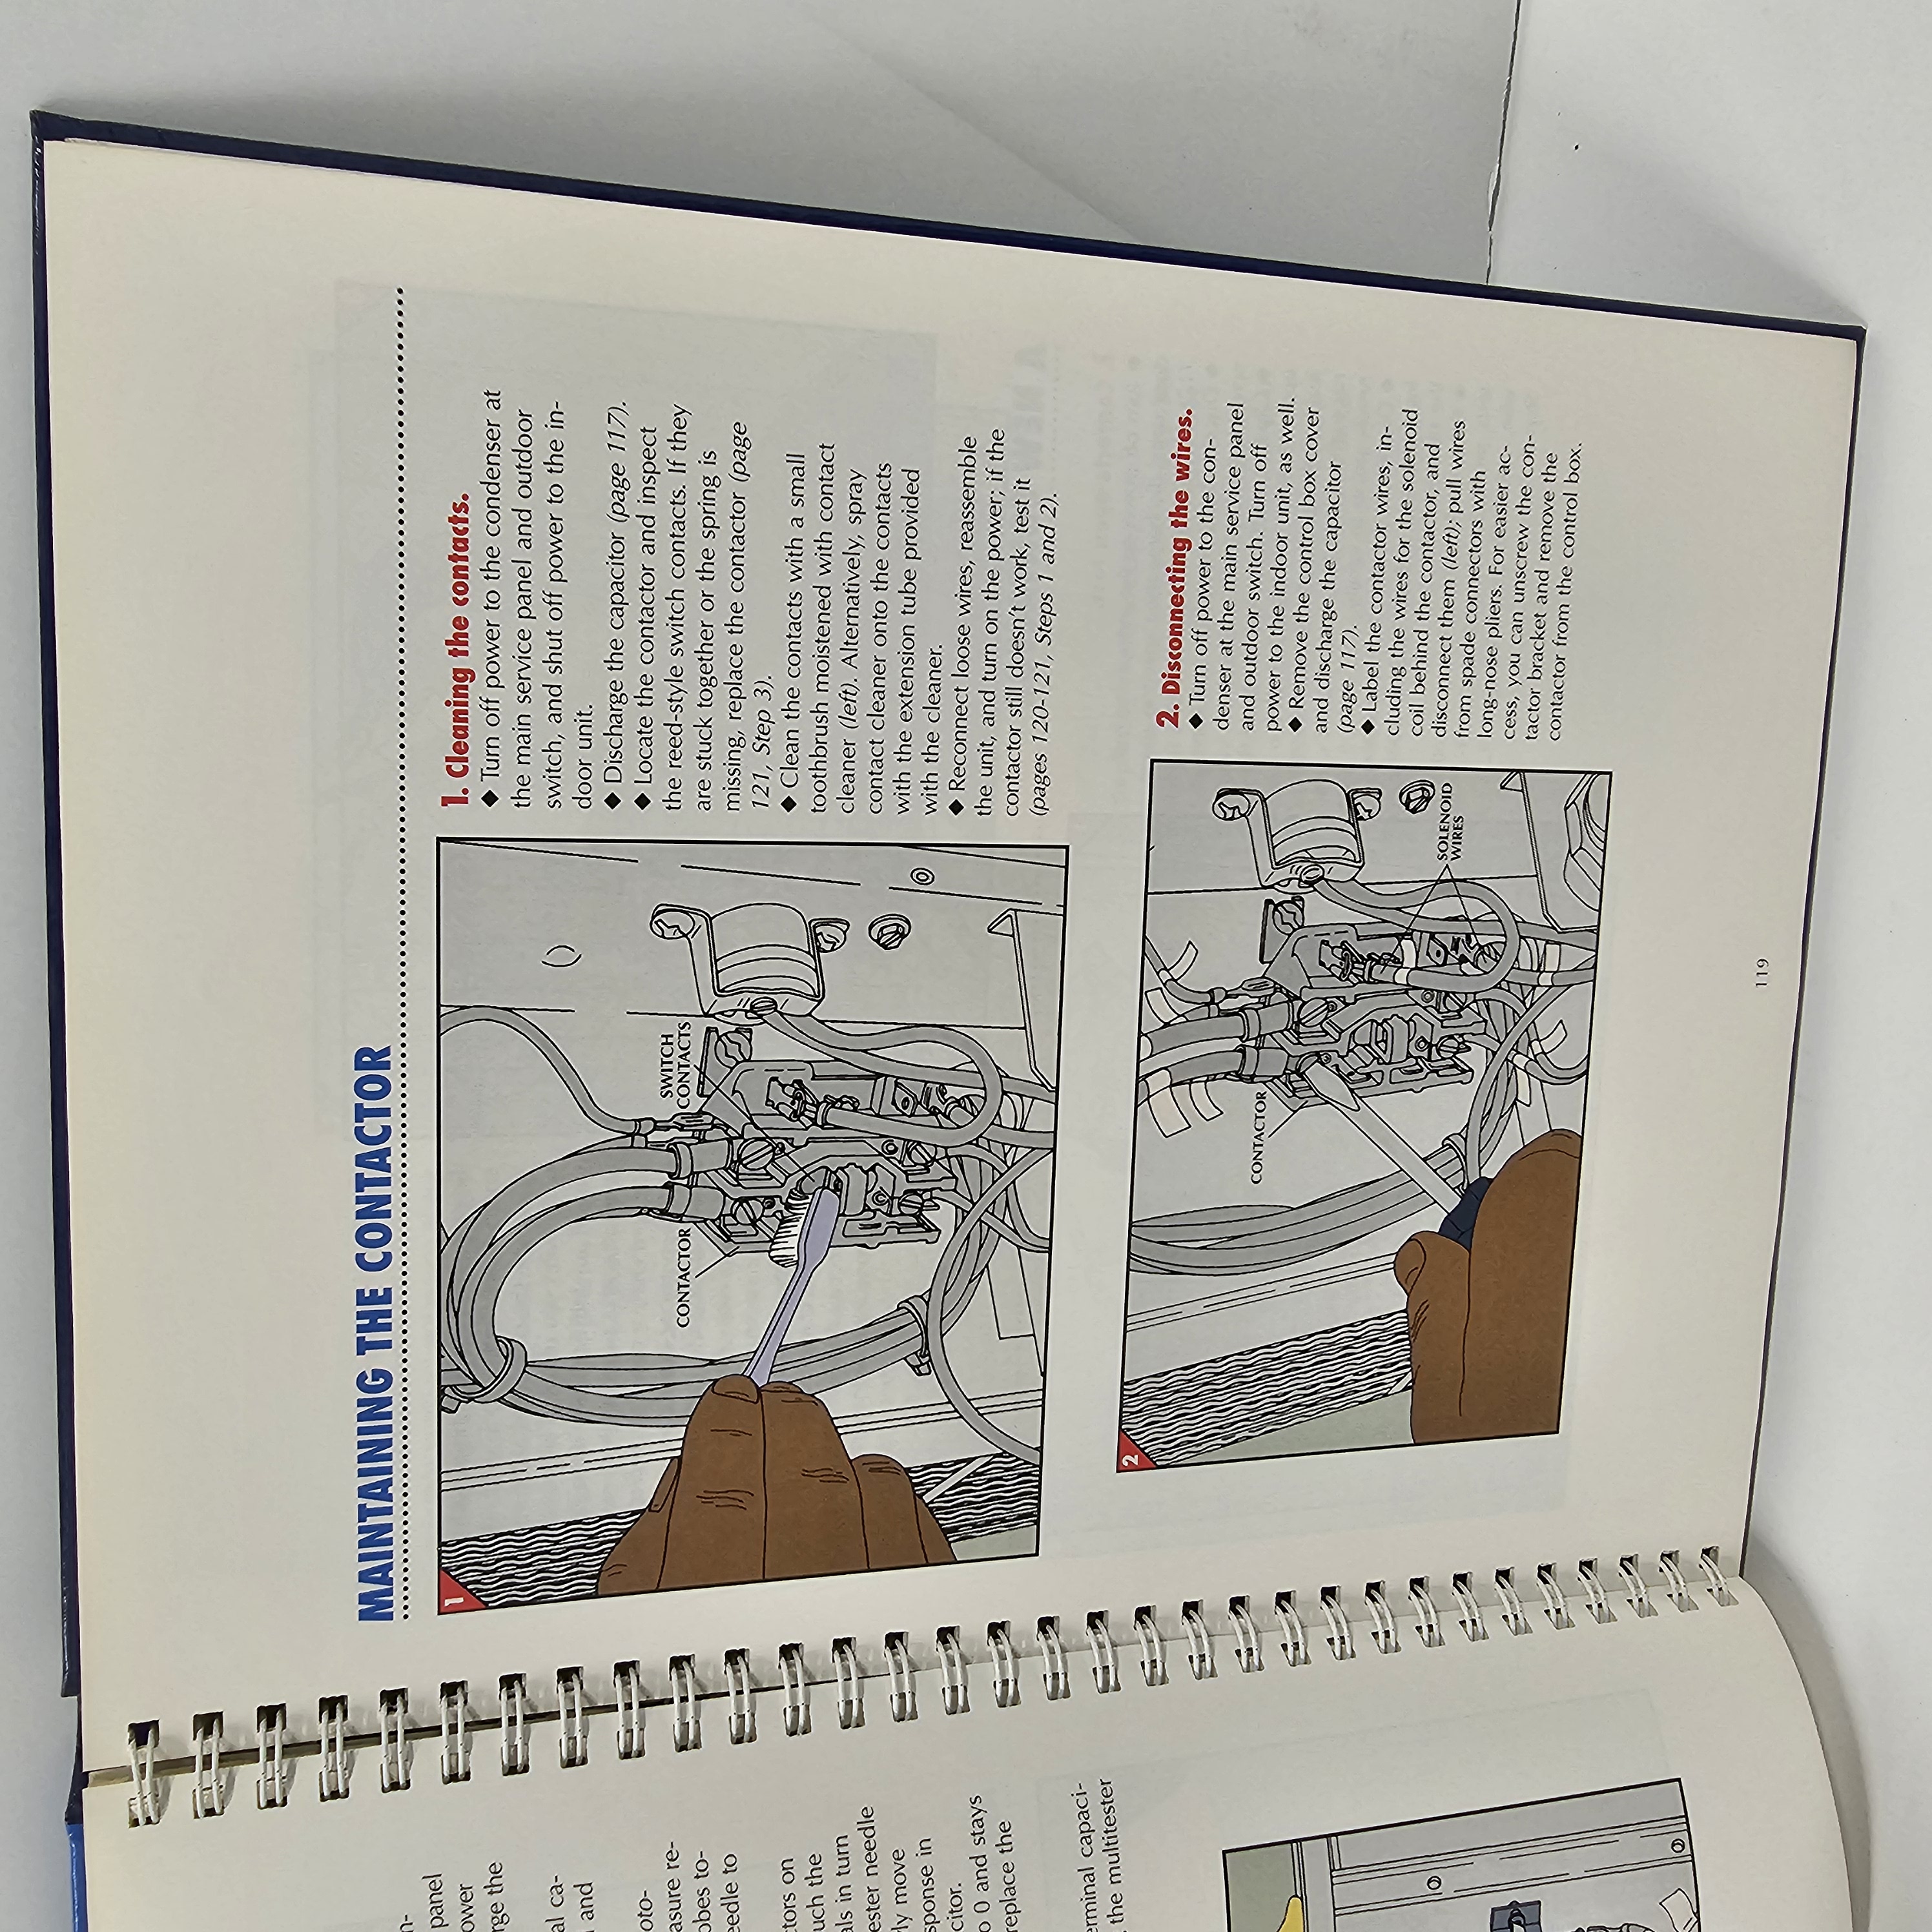 n-
panel
ower
rge the
al ca-
and
oto-
asure re-
obes to-
eedle to
ctors on
uch the
als in turn
ester needle
ly move
sponse in
citor.
o 0 and stays
replace the
erminal capaci-
the multitester
MAINTAINING THE CONTACTOR
1
CONTACTOR
SWITCH
CONTACTS
1. Cleaning the contacts.
◆ Turn off power to the condenser at
the main service panel and outdoor
switch, and shut off power to the in-
door unit.
◆ Discharge the capacitor (page 117).
◆ Locate the contactor and inspect
the reed-style switch contacts. If they
are stuck together or the spring is
missing, replace the contactor (page
121, Step 3).
◆ Clean the contacts with a small
toothbrush moistened with contact
cleaner (left). Alternatively, spray
contact cleaner onto the contacts
with the extension tube provided
with the cleaner.
◆ Reconnect loose wires, reassemble
the unit, and turn on the power; if the
contactor still doesn't work, test it
(pages 120-121, Steps 1 and 2).
2
CONTACTOR
SOLENOID
WIRES
2. Disconnecting the wires.
◆ Turn off power to the con-
denser at the main service panel
and outdoor switch. Turn off
power to the indoor unit, as well.
◆ Remove the control box cover
and discharge the capacitor
(page 117).
◆ Label the contactor wires, in-
cluding the wires for the solenoid
coil behind the contactor, and
disconnect them (left); pull wires
from spade connectors with
long-nose pliers. For easier ac-
cess, you can unscrew the con-
tactor bracket and remove the
contactor from the control box.
119